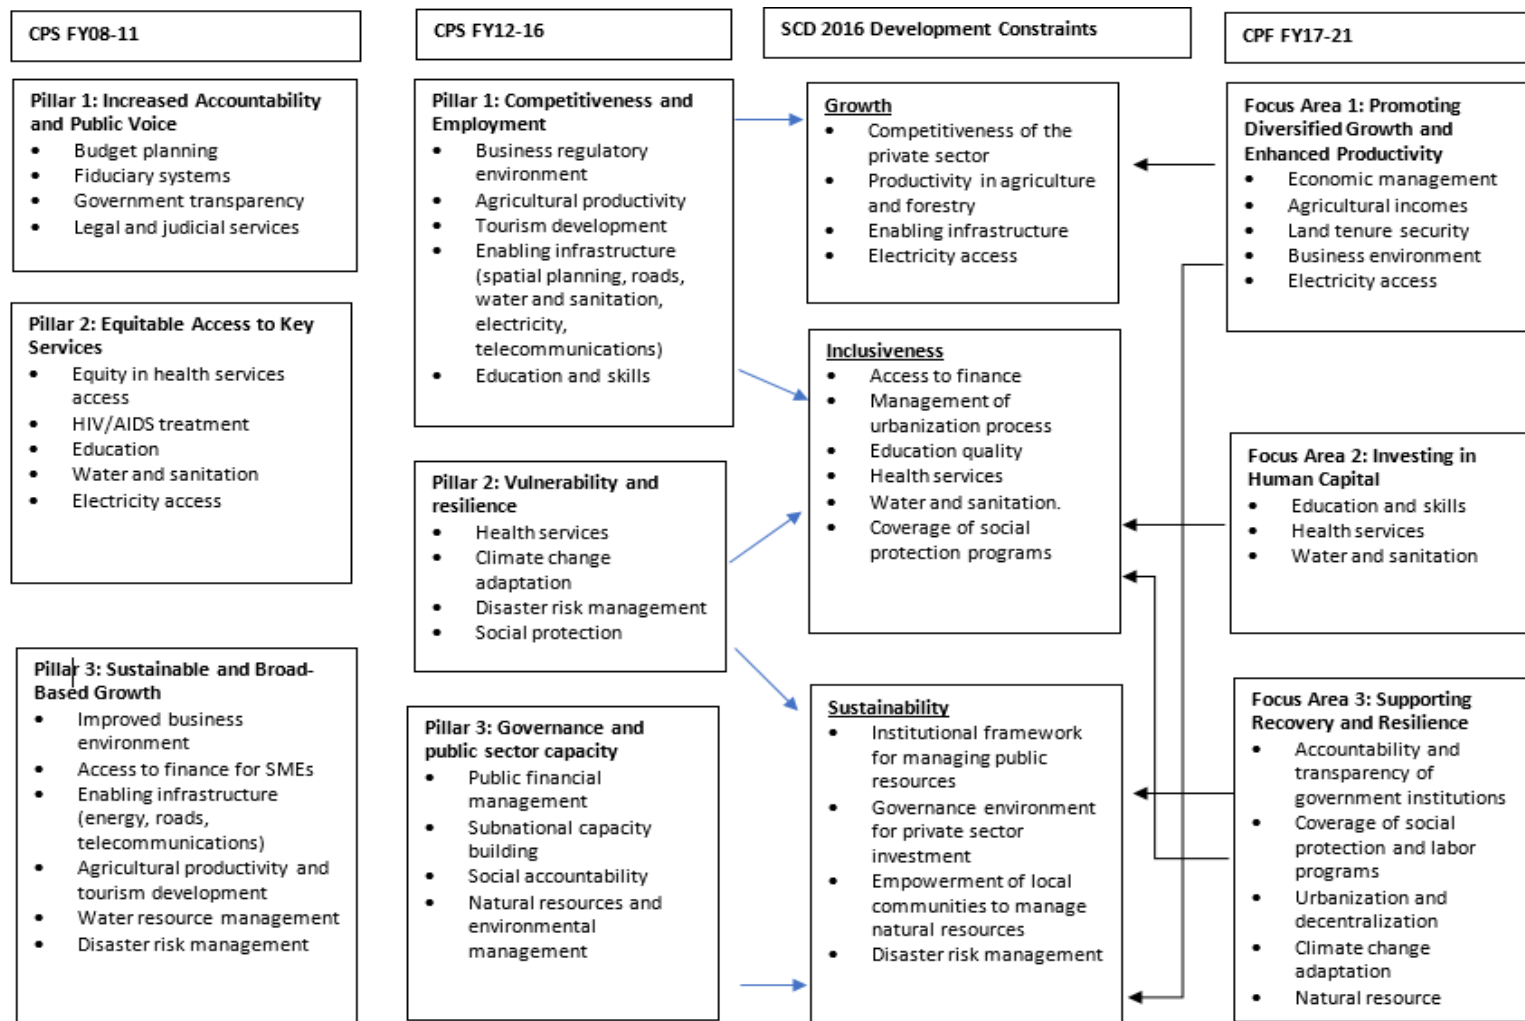 CPS FY08-11
Pillar 1: Increased Accountability
and Public Voice
• Budget planning
• Fiduciary systems
• Government transparency
• Legal and judicial services
Pillar 2: Equitable Access to Key
Services
• Equity in health services
access
• HIV/AIDS treatment
• Education
• Water and sanitation
• Electricity access
Pillar 3: Sustainable and Broad-
Based Growth
• Improved business
environment
• Access to finance for SMEs
• Enabling infrastructure
(energy, roads,
telecommunications)
• Agricultural productivity and
tourism development
• Water resource management
• Disaster risk management
CPS FY12-16
Pillar 1: Competitiveness and
Employment
• Business regulatory
environment
• Agricultural productivity
• Tourism development
• Enabling infrastructure
(spatial planning, roads,
water and sanitation,
electricity,
telecommunications)
• Education and skills
Pillar 2: Vulnerability and
resilience
• Health services
• Climate change
adaptation
• Disaster risk management
• Social protection
Pillar 3: Governance and
public sector capacity
• Public financial
management
• Subnational capacity
building
• Social accountability
• Natural resources and
environmental
management
SCD 2016 Development Constraints
Growth
• Competitiveness of the
private sector
• Productivity in agriculture
and forestry
• Enabling infrastructure
• Electricity access
Inclusiveness
• Access to finance
• Management of
urbanization process
• Education quality
• Health services
• Water and sanitation.
• Coverage of social
protection programs
Sustainability
• Institutional framework
for managing public
resources
• Governance environment
for private sector
investment
• Empowerment of local
communities to manage
natural resources
• Disaster risk management
CPF FY17-21
Focus Area 1: Promoting
Diversified Growth and
Enhanced Productivity
• Economic management
• Agricultural incomes
• Land tenure security
• Business environment
• Electricity access
Focus Area 2: Investing in
Human Capital
• Education and skills
• Health services
• Water and sanitation
Focus Area 3: Supporting
Recovery and Resilience
• Accountability and
transparency of
government institutions
• Coverage of social
protection and labor
programs
• Urbanization and
decentralization
• Climate change
adaptation
• Natural resource